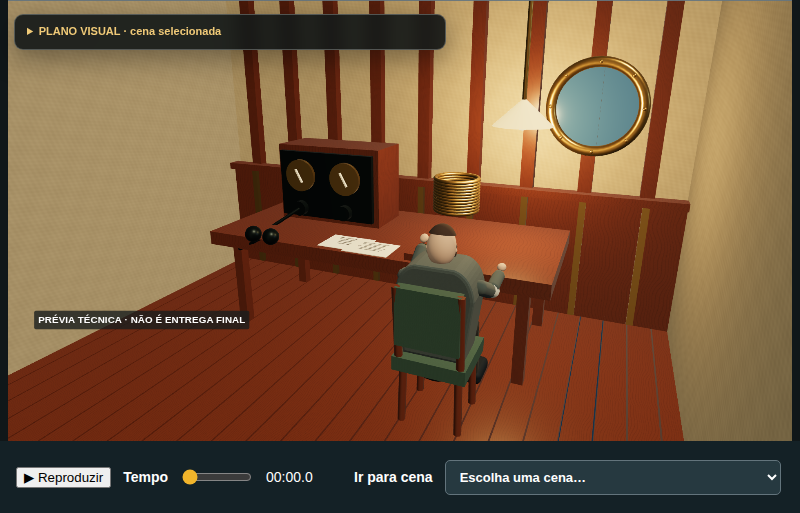 ▶ PLANO VISUAL · cena selecionada
PRÉVIA TÉCNICA · NÃO É ENTREGA FINAL
▶ Reproduzir Tempo 00:00.0 Ir para cena Escolha uma cena…